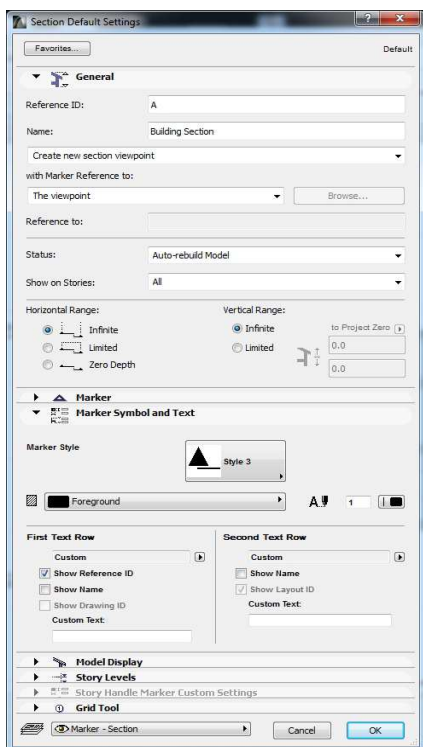 Section Default Settings
Favorites... Default
General
Reference ID: A
Name: Building Section
Create new section viewpoint
with Marker Reference to:
The viewpoint Browse...
Reference to:
Status: Auto-rebuild Model
Show on Stories: All
Horizontal Range: Vertical Range:
Infinite Infinite to Project Zero
Limited Limited 0.0
Zero Depth 0.0
Marker
Marker Symbol and Text
Marker Style Style 3
Foreground A 1
First Text Row Second Text Row
Custom Custom
Show Reference ID Show Name
Show Name Show Layout ID
Show Drawing ID Custom Text:
Custom Text:
Model Display
Story Levels
Story Handle Marker Custom Settings
Grid Tool
Marker - Section Cancel OK